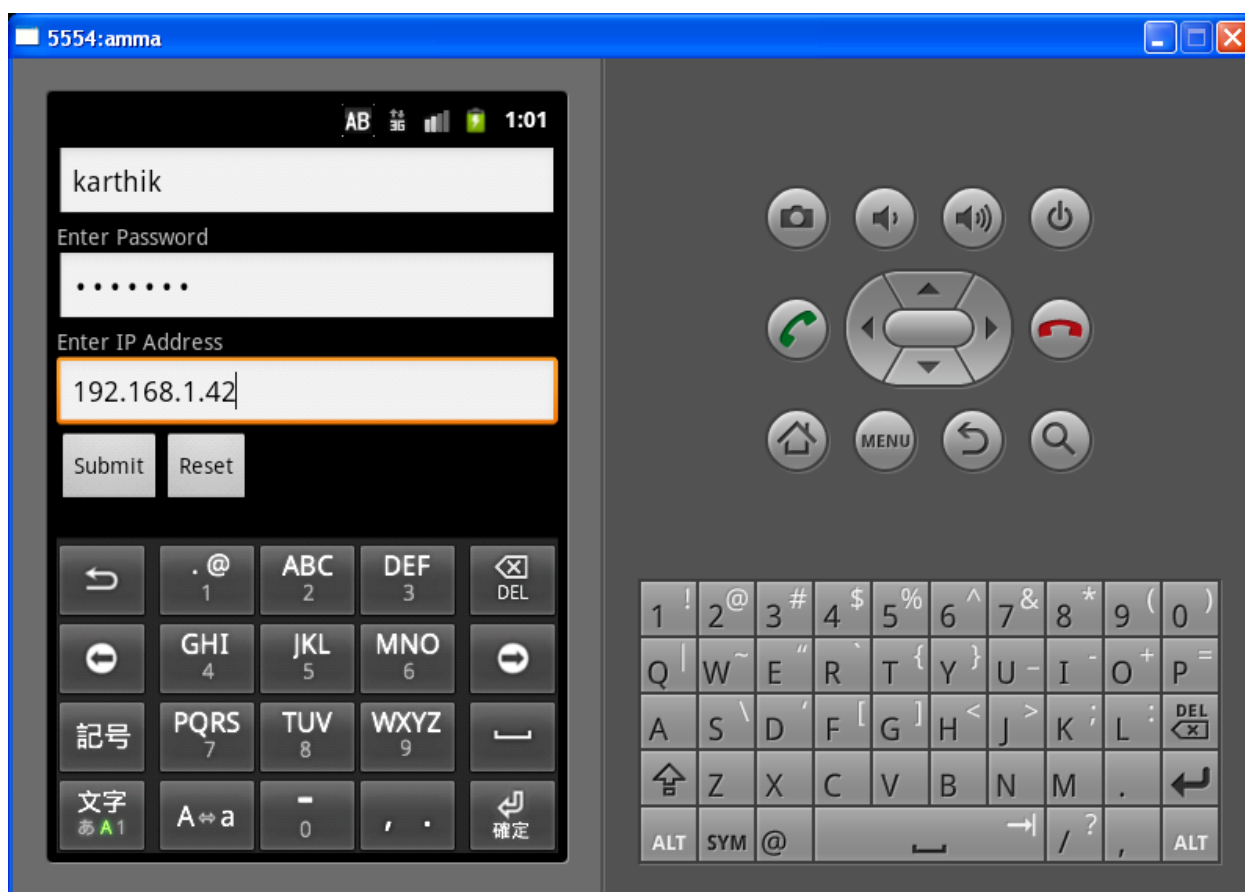 5554:amma
AB 3G 1:01
karthik
Enter Password
•••••••
Enter IP Address
192.168.1.42
Submit Reset
. @ ABC DEF DEL
1 2 3
GHI JKL MNO
4 5 6
記号 PQRS TUV WXYZ
7 8 9
文字 A⇔a - , . 確定
あA1 0
MENU
1 ! 2 @ 3 # 4 $ 5 % 6 ^ 7 & 8 * 9 ( 0 )
Q | W ~ E " R ` T { Y } U _ I - O + P =
A S \ D ' F [ G ] H < J > K ; L : DEL
Z X C V B N M .
ALT SYM @ / ? , ALT